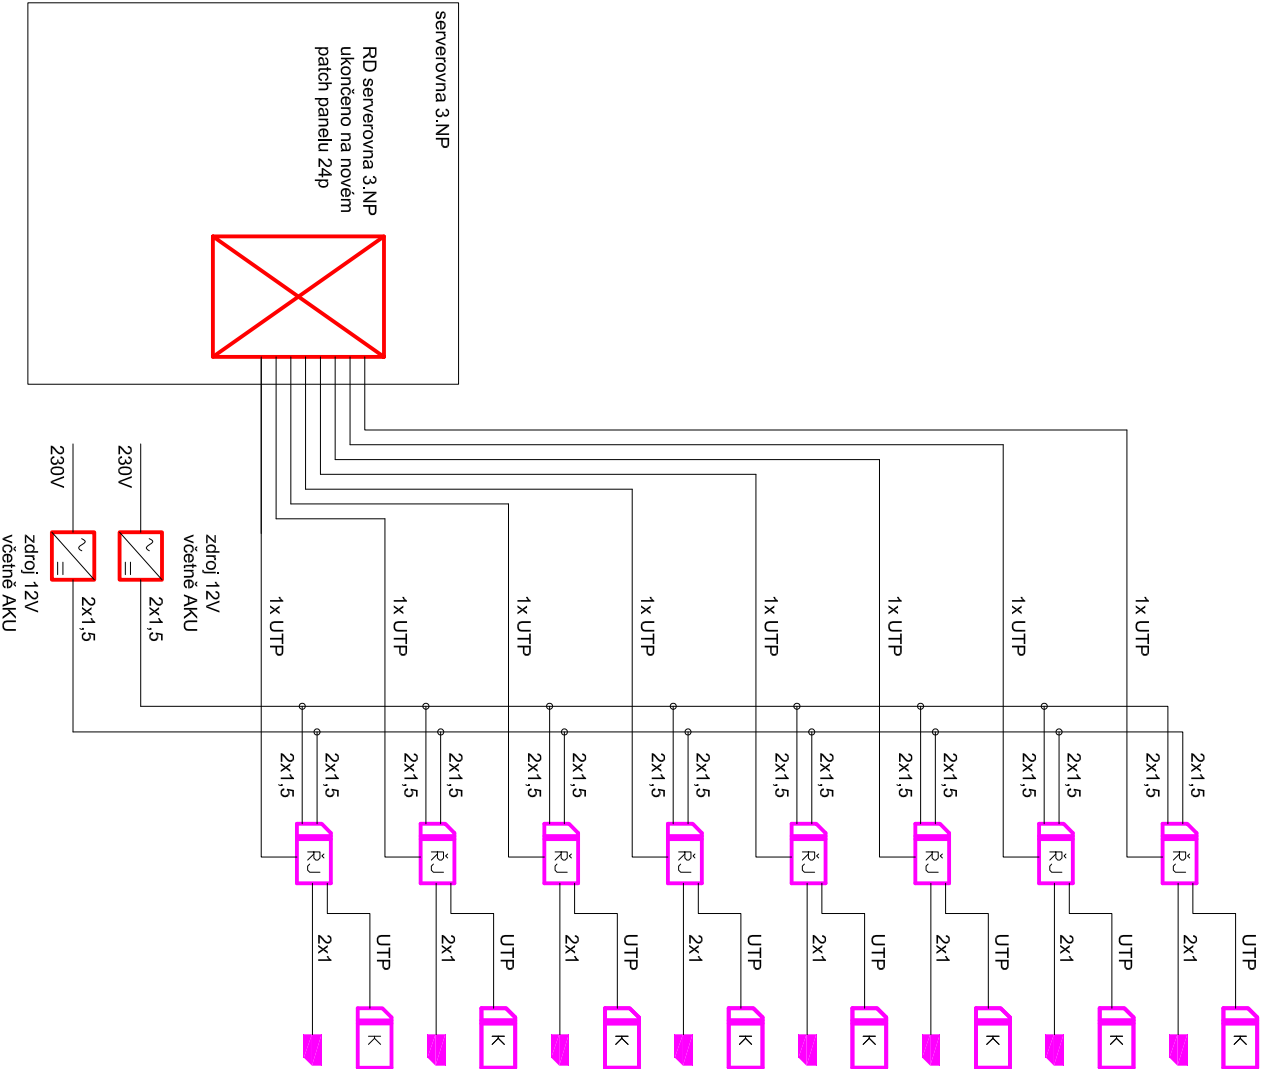 serverovna 3.NP
RD serverovna 3.NP
ukončeno na novém
patch panelu 24p
1x UTP
2x1,5
2x1,5
ŘJ
UTP
2x1
K
1x UTP
2x1,5
2x1,5
ŘJ
UTP
2x1
K
1x UTP
2x1,5
2x1,5
ŘJ
UTP
2x1
K
1x UTP
2x1,5
2x1,5
ŘJ
UTP
2x1
K
1x UTP
2x1,5
2x1,5
ŘJ
UTP
2x1
K
1x UTP
2x1,5
2x1,5
ŘJ
UTP
2x1
K
1x UTP
2x1,5
2x1,5
ŘJ
UTP
2x1
K
1x UTP
2x1,5
2x1,5
ŘJ
UTP
2x1
K
zdroj 12V
včetně AKU
230V
2x1,5
zdroj 12V
včetně AKU
230V
2x1,5